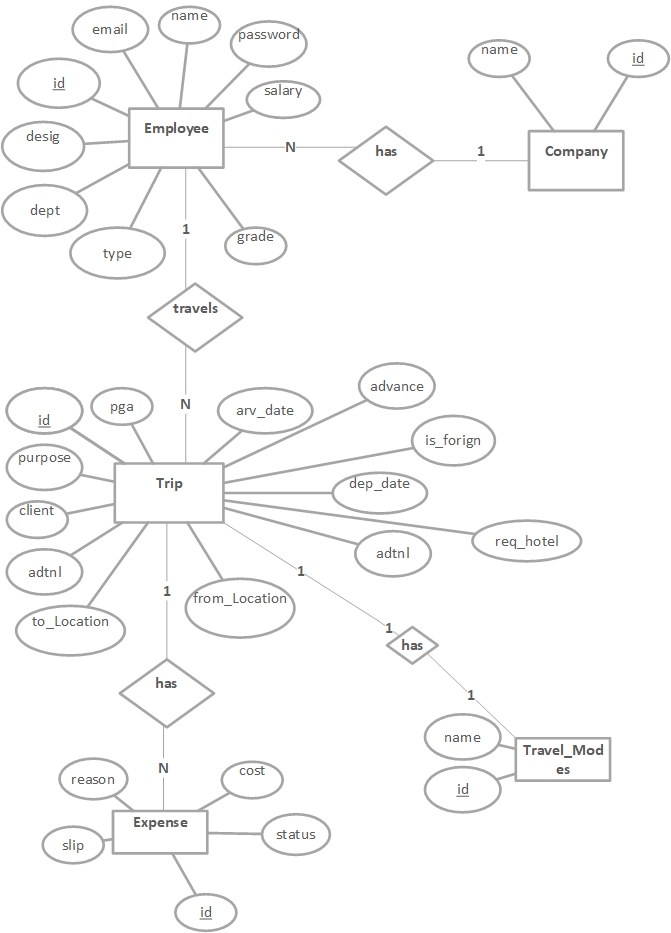 name
email
password
name
id
id
salary
desig
Employee
N
has
1
Company
dept
type
1
grade
travels
advance
id
pga
N
arv_date
is_forign
purpose
Trip
dep_date
client
req_hotel
adtnl
adtnl
1
1
from_Location
to_Location
1
has
has
1
name
Travel_Mod
es
N
reason
cost
id
Expense
status
slip
id